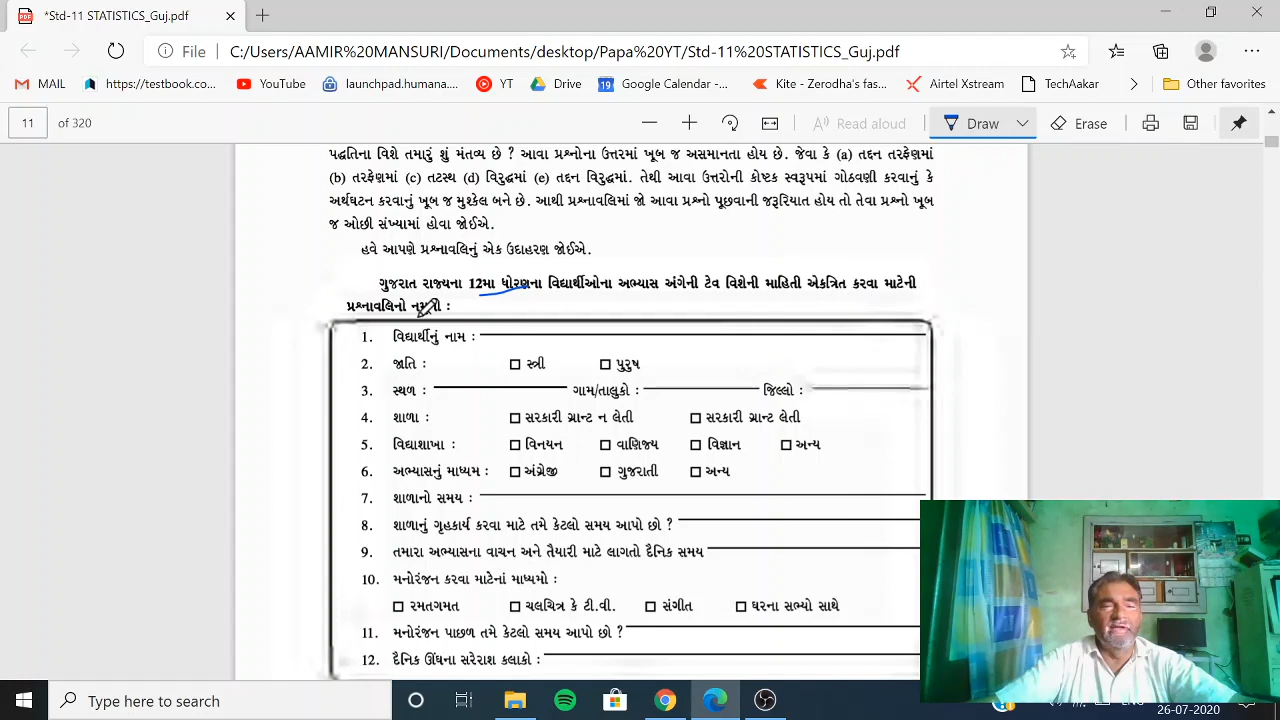 *Std-11 STATISTICS_Guj.pdf
File C:/Users/AAMIR%20MANSURI/Documents/desktop/Papa%20YT/Std-11%20STATISTICS_Guj.pdf
MAIL https://testbook.co... https://humana.com... YouTube YT Drive Google Calendar - J... Kite - Zerodha's fas... Airtel Xstream TechAakar Other favorites
11 of 320 Read aloud Draw Erase
પદ્ધતિના વિશે તમારું શું મંતવ્ય છે ? આવા પ્રશ્નોના ઉત્તરમાં ખૂબ જ અસમાનતા હોય છે. જેવા કે (a) તદ્દન તરફેણમાં
(b) તરફેણમાં (c) તટસ્થ (d) વિરુદ્ધમાં (e) તદ્દન વિરુદ્ધમાં. તેથી આવા ઉત્તરોની કોષ્ટક સ્વરૂપમાં ગોઠવણી કરવાનું કે
અર્થઘટન કરવાનું ખૂબ જ મુશ્કેલ બને છે. આથી પ્રશ્નાવલિમાં જો આવા પ્રશ્નો પૂછવાની જરૂરિયાત હોય તો તેવા પ્રશ્નો ખૂબ
જ ઓછી સંખ્યામાં હોવા જોઈએ.
હવે આપણે પ્રશ્નાવલિનું એક ઉદાહરણ જોઈએ.
ગુજરાત રાજ્યના 12મા ધોરણના વિદ્યાર્થીઓના અભ્યાસ અંગેની ટેવ વિશેની માહિતી એકત્રિત કરવા માટેની
પ્રશ્નાવલિનો નમૂનો :
1. વિદ્યાર્થીનું નામ :
2. જાતિ : સ્ત્રી પુરુષ
3. સ્થળ : ગામ/તાલુકો : જિલ્લો :
4. શાળા : સરકારી ગ્રાન્ટ ન લેતી સરકારી ગ્રાન્ટ લેતી
5. વિદ્યાશાખા : વિનયન વાણિજ્ય વિજ્ઞાન અન્ય
6. અભ્યાસનું માધ્યમ : અંગ્રેજી ગુજરાતી અન્ય
7. શાળાનો સમય :
8. શાળાનું ગૃહકાર્ય કરવા માટે તમે કેટલો સમય આપો છો ?
9. તમારા અભ્યાસના વાચન અને તૈયારી માટે લાગતો દૈનિક સમય
10. મનોરંજન કરવા માટેનાં માધ્યમો :
રમતગમત ચલચિત્ર કે ટી.વી. સંગીત ઘરના સભ્યો સાથે
11. મનોરંજન પાછળ તમે કેટલો સમય આપો છો ?
12. દૈનિક ઊંઘના સરેરાશ કલાકો :
Type here to search
26-07-2020